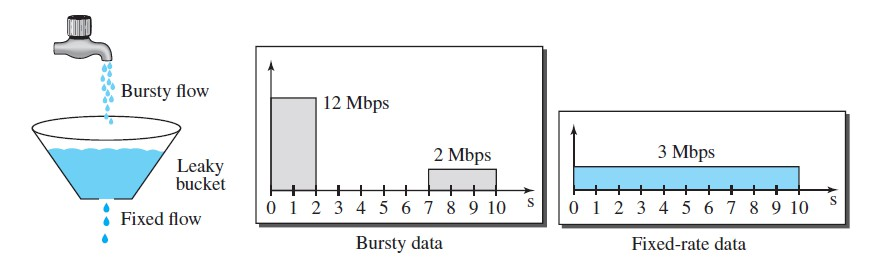 Bursty flow
Leaky
bucket
Fixed flow
12 Mbps
2 Mbps
0 1 2 3 4 5 6 7 8 9 10 s
Bursty data
3 Mbps
0 1 2 3 4 5 6 7 8 9 10 s
Fixed-rate data